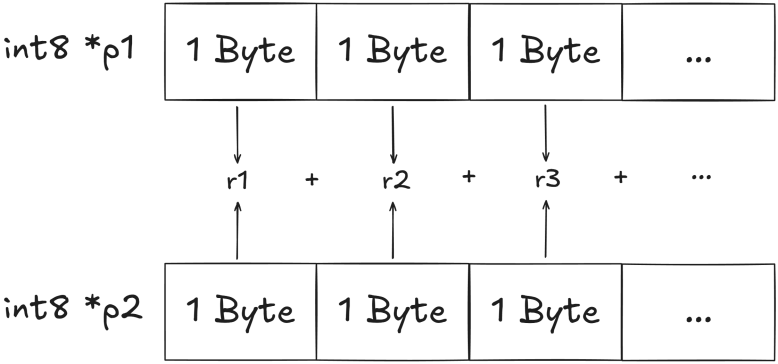 int8 *p1 1 Byte 1 Byte 1 Byte ...
r1 + r2 + r3 + ...
int8 *p2 1 Byte 1 Byte 1 Byte ...